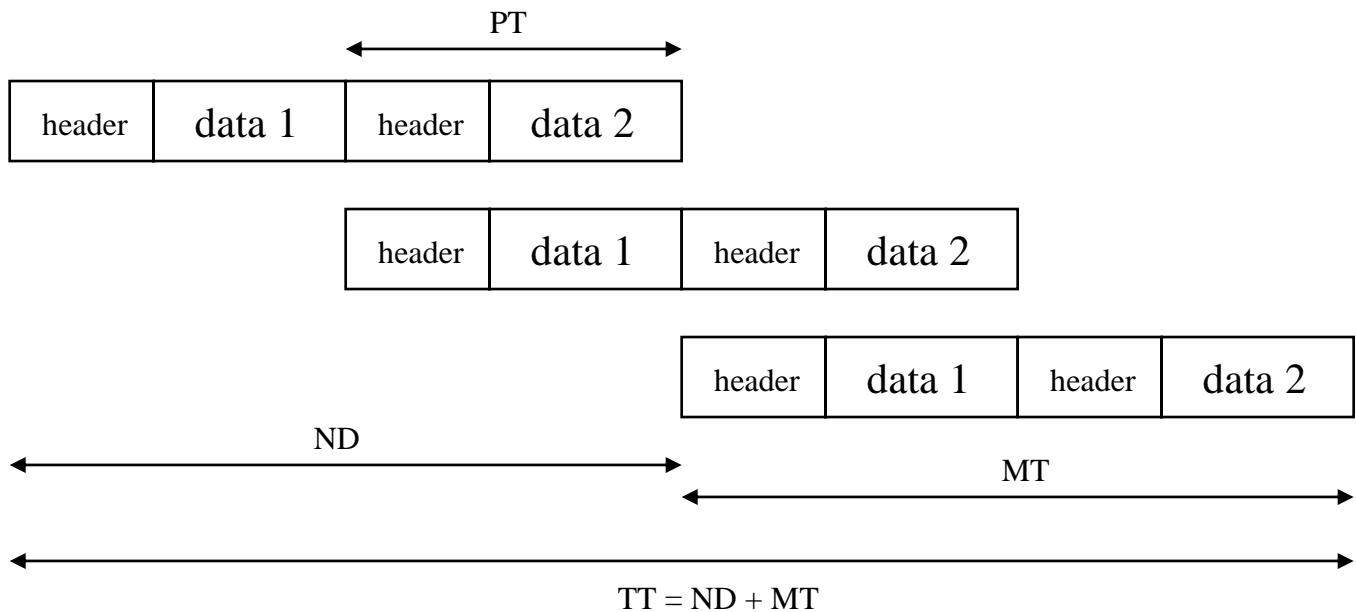 PT
header data 1 header data 2
header data 1 header data 2
header data 1 header data 2
ND
MT
TT = ND + MT